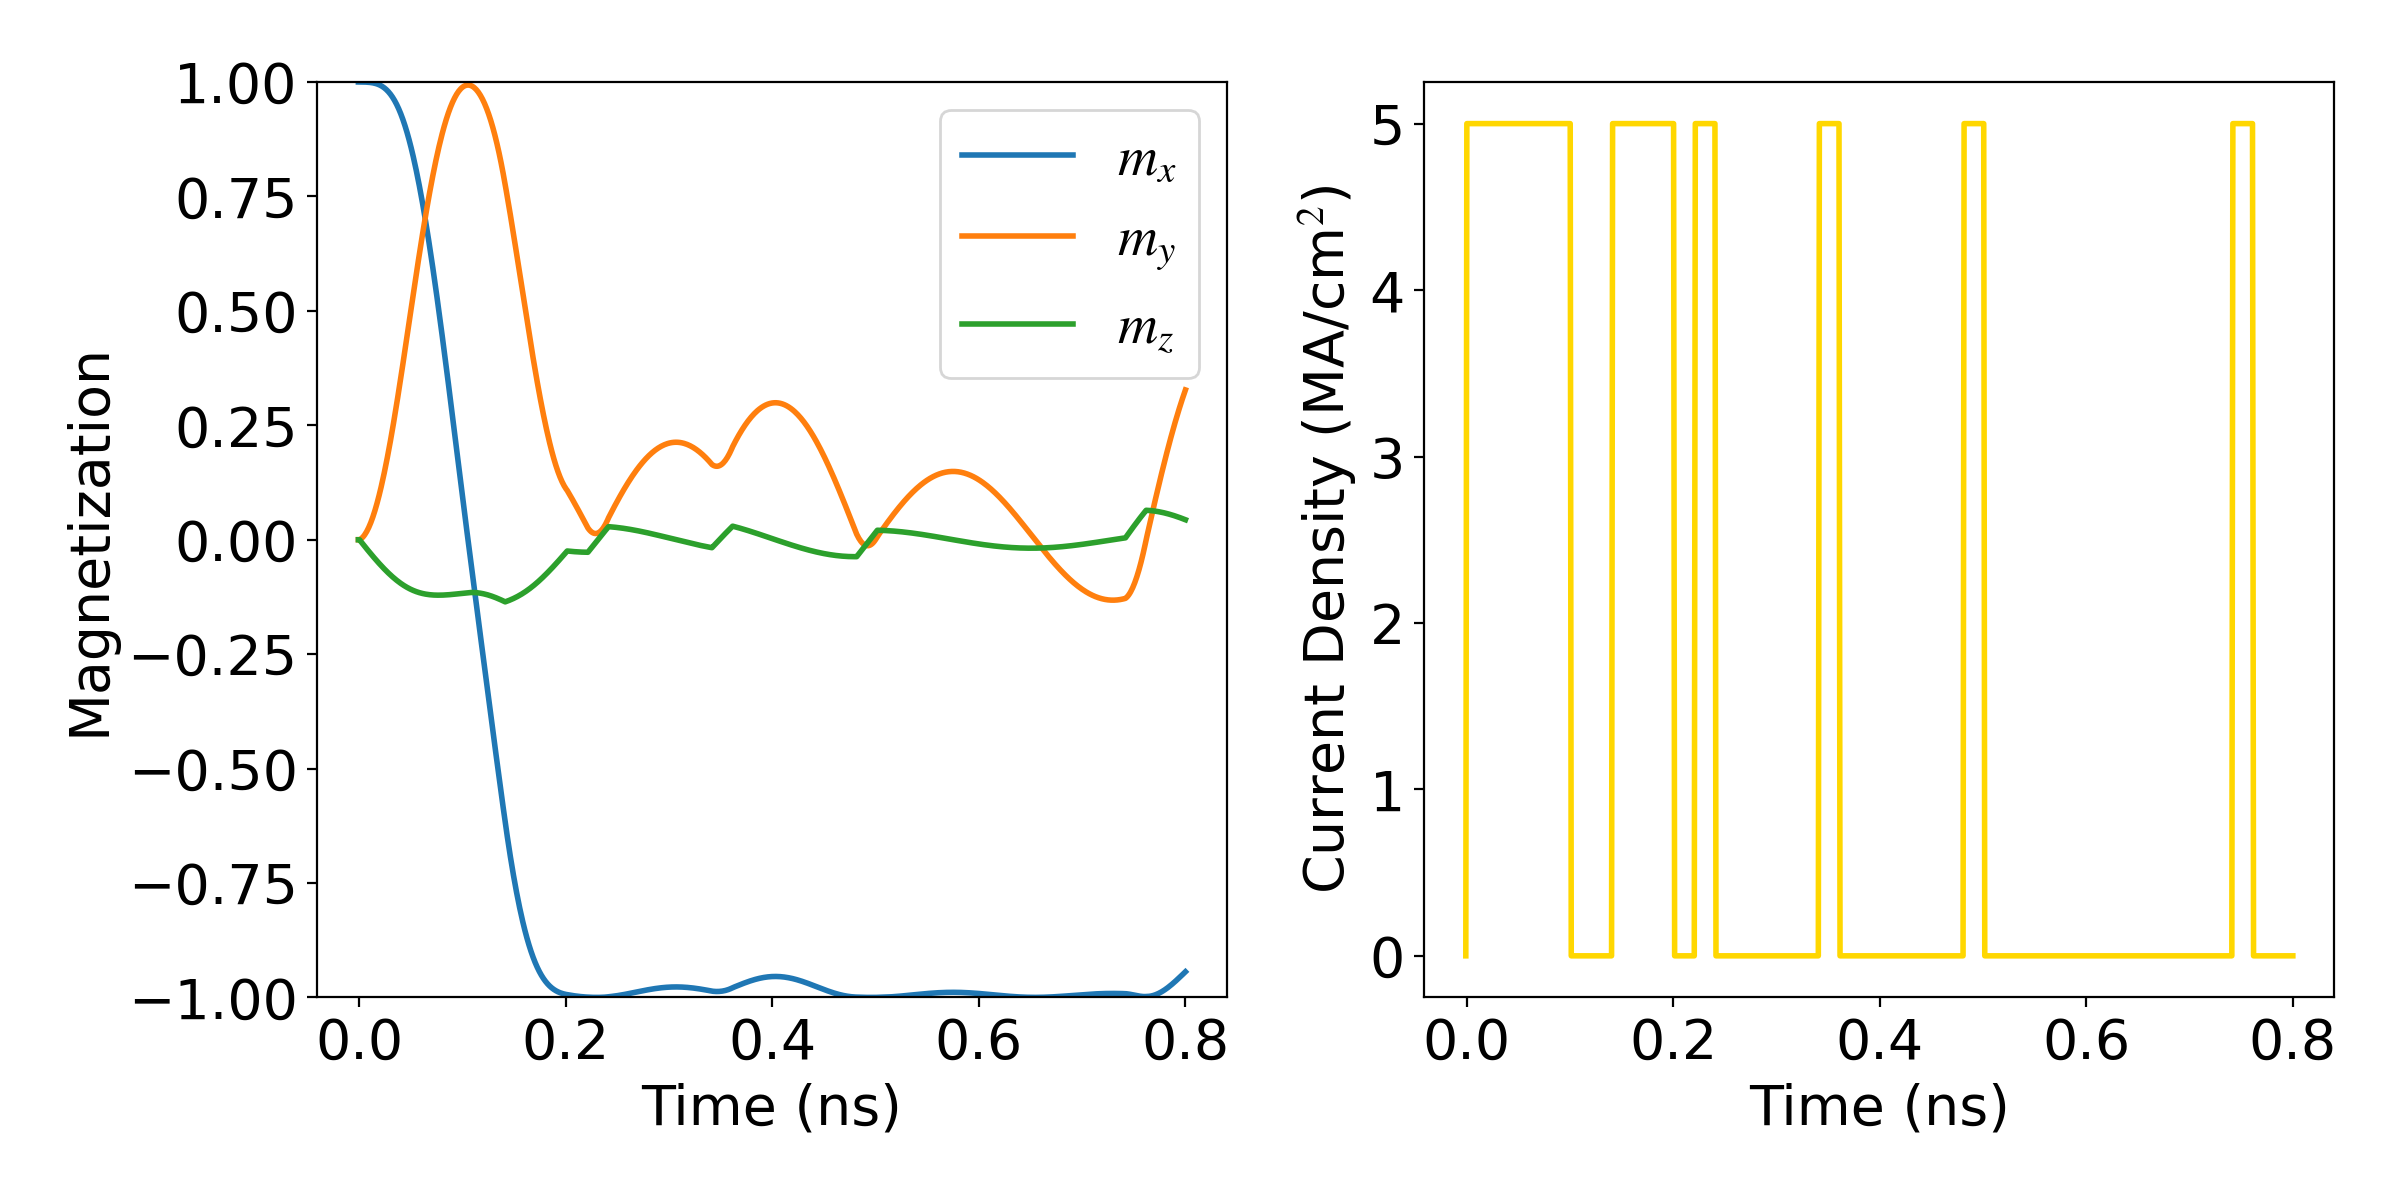 Magnetization
1.00
0.75
0.50
0.25
0.00
−0.25
−0.50
−0.75
−1.00
0.0 0.2 0.4 0.6 0.8
Time (ns)
mₓ
m_y
m_z
Current Density (MA/cm²)
5
4
3
2
1
0
0.0 0.2 0.4 0.6 0.8
Time (ns)